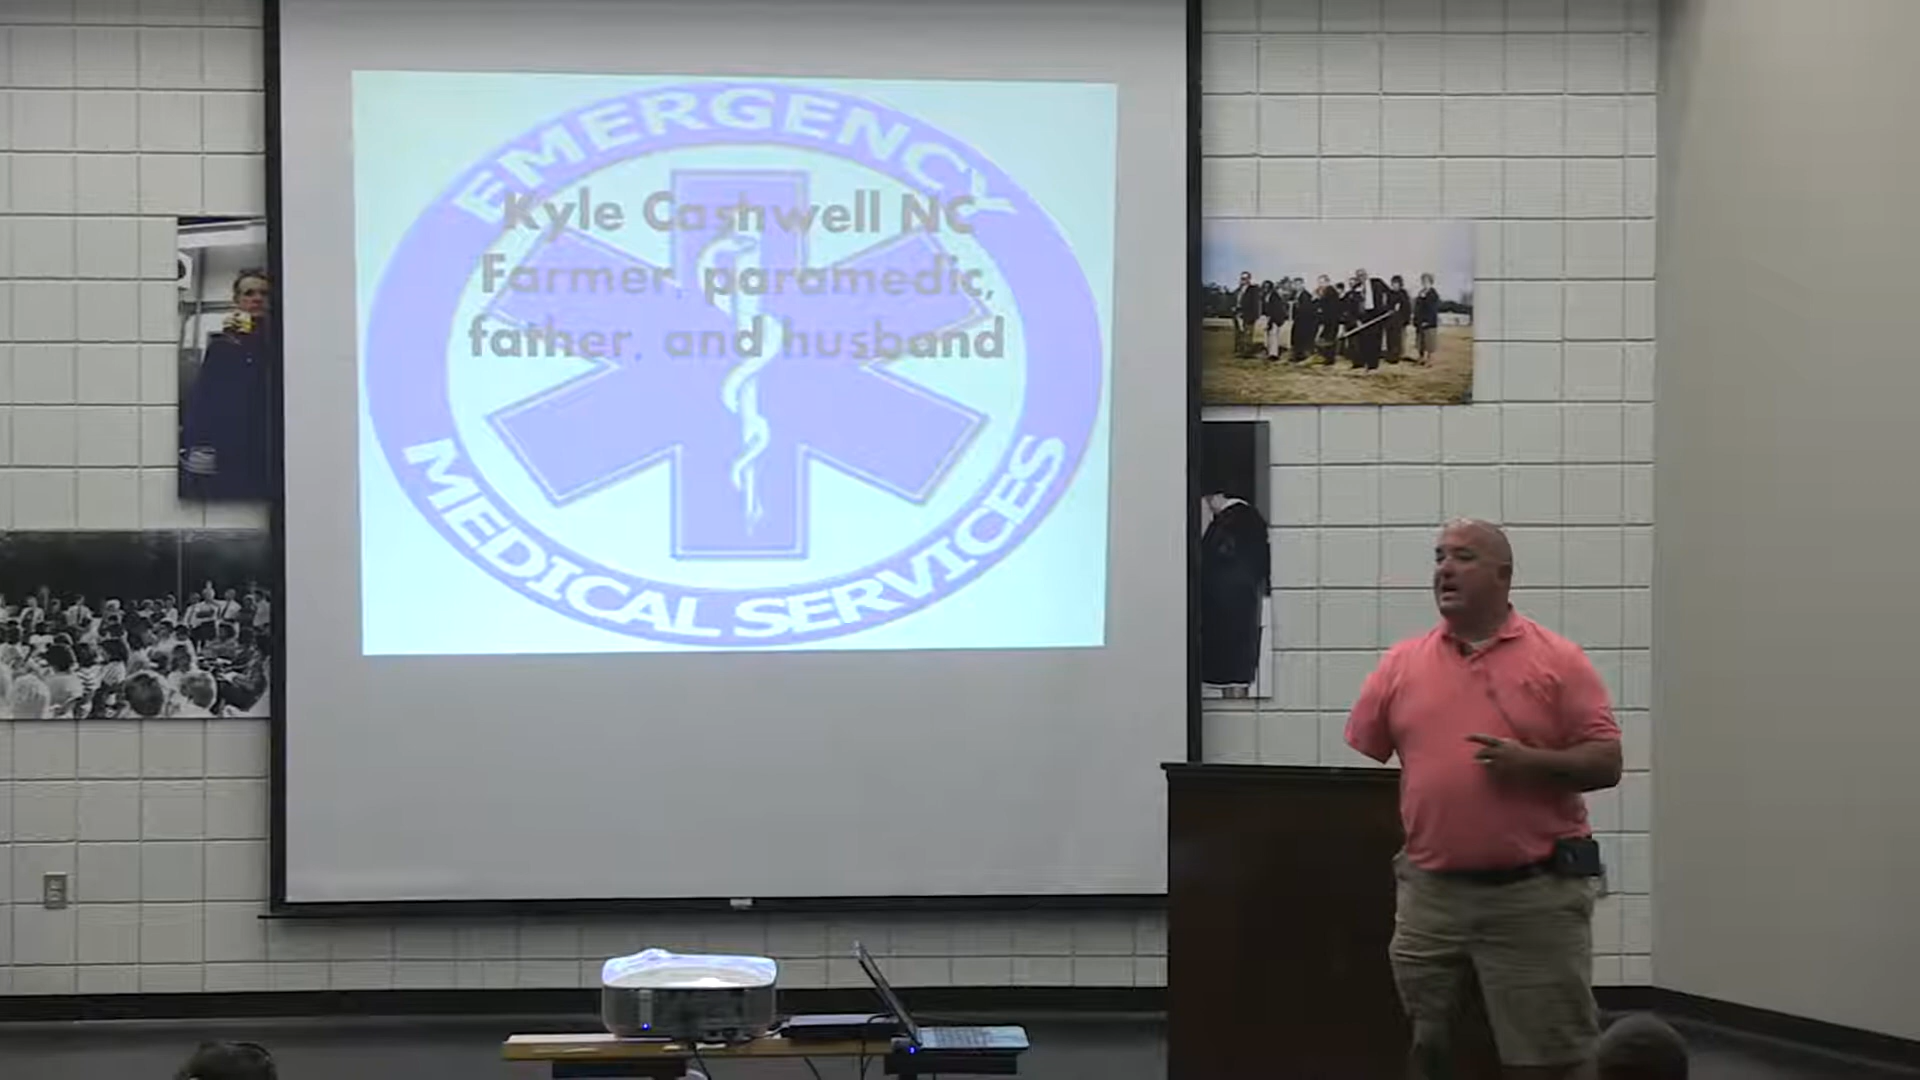 EMERGENCY
Kyle Cashwell NC
Farmer, paramedic,
father, and husband
MEDICAL SERVICES